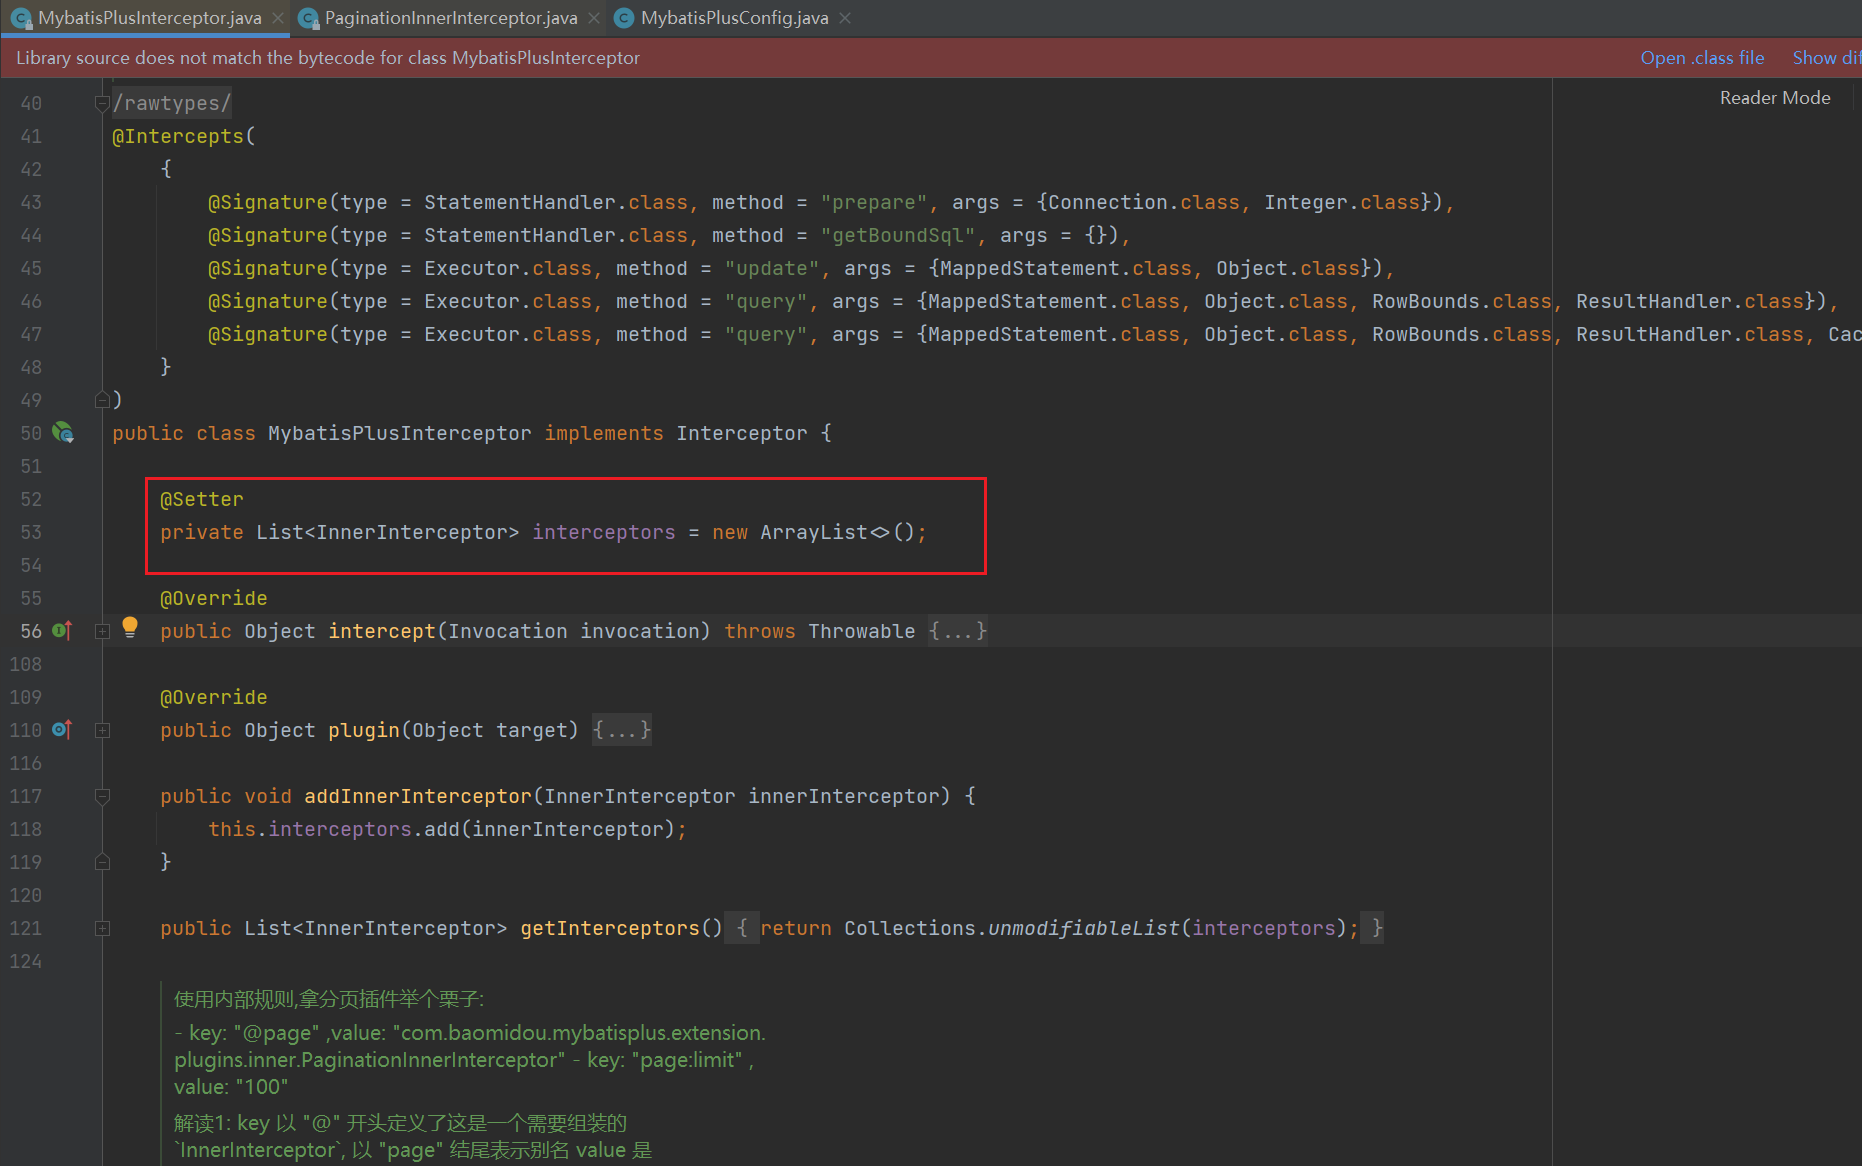 MybatisPlusInterceptor.java
PaginationInnerInterceptor.java
MybatisPlusConfig.java
Library source does not match the bytecode for class MybatisPlusInterceptor
Open .class file
Show dif
Reader Mode
40 /rawtypes/
41 @Intercepts(
42 {
43 @Signature(type = StatementHandler.class, method = "prepare", args = {Connection.class, Integer.class}),
44 @Signature(type = StatementHandler.class, method = "getBoundSql", args = {}),
45 @Signature(type = Executor.class, method = "update", args = {MappedStatement.class, Object.class}),
46 @Signature(type = Executor.class, method = "query", args = {MappedStatement.class, Object.class, RowBounds.class, ResultHandler.class}),
47 @Signature(type = Executor.class, method = "query", args = {MappedStatement.class, Object.class, RowBounds.class, ResultHandler.class, Cac
48 }
49 )
50 public class MybatisPlusInterceptor implements Interceptor {
51
52 @Setter
53 private List<InnerInterceptor> interceptors = new ArrayList<>();
54
55 @Override
56 public Object intercept(Invocation invocation) throws Throwable {...}
108
109 @Override
110 public Object plugin(Object target) {...}
116
117 public void addInnerInterceptor(InnerInterceptor innerInterceptor) {
118 this.interceptors.add(innerInterceptor);
119 }
120
121 public List<InnerInterceptor> getInterceptors() { return Collections.unmodifiableList(interceptors); }
124
使用内部规则,拿分页插件举个栗子:
- key: "@page" ,value: "com.baomidou.mybatisplus.extension.
plugins.inner.PaginationInnerInterceptor" - key: "page:limit" ,
value: "100"
解读1: key 以 "@" 开头定义了这是一个需要组装的
`InnerInterceptor`, 以 "page" 结尾表示别名 value 是